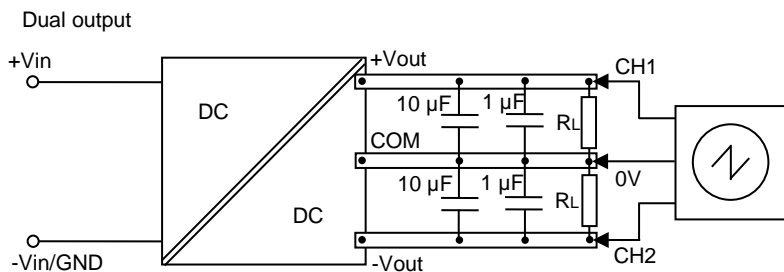 Dual output
+Vin
+Vout
CH1
DC
10 µF
1 µF
RL
COM
0V
10 µF
1 µF
RL
DC
-Vin/GND
-Vout
CH2